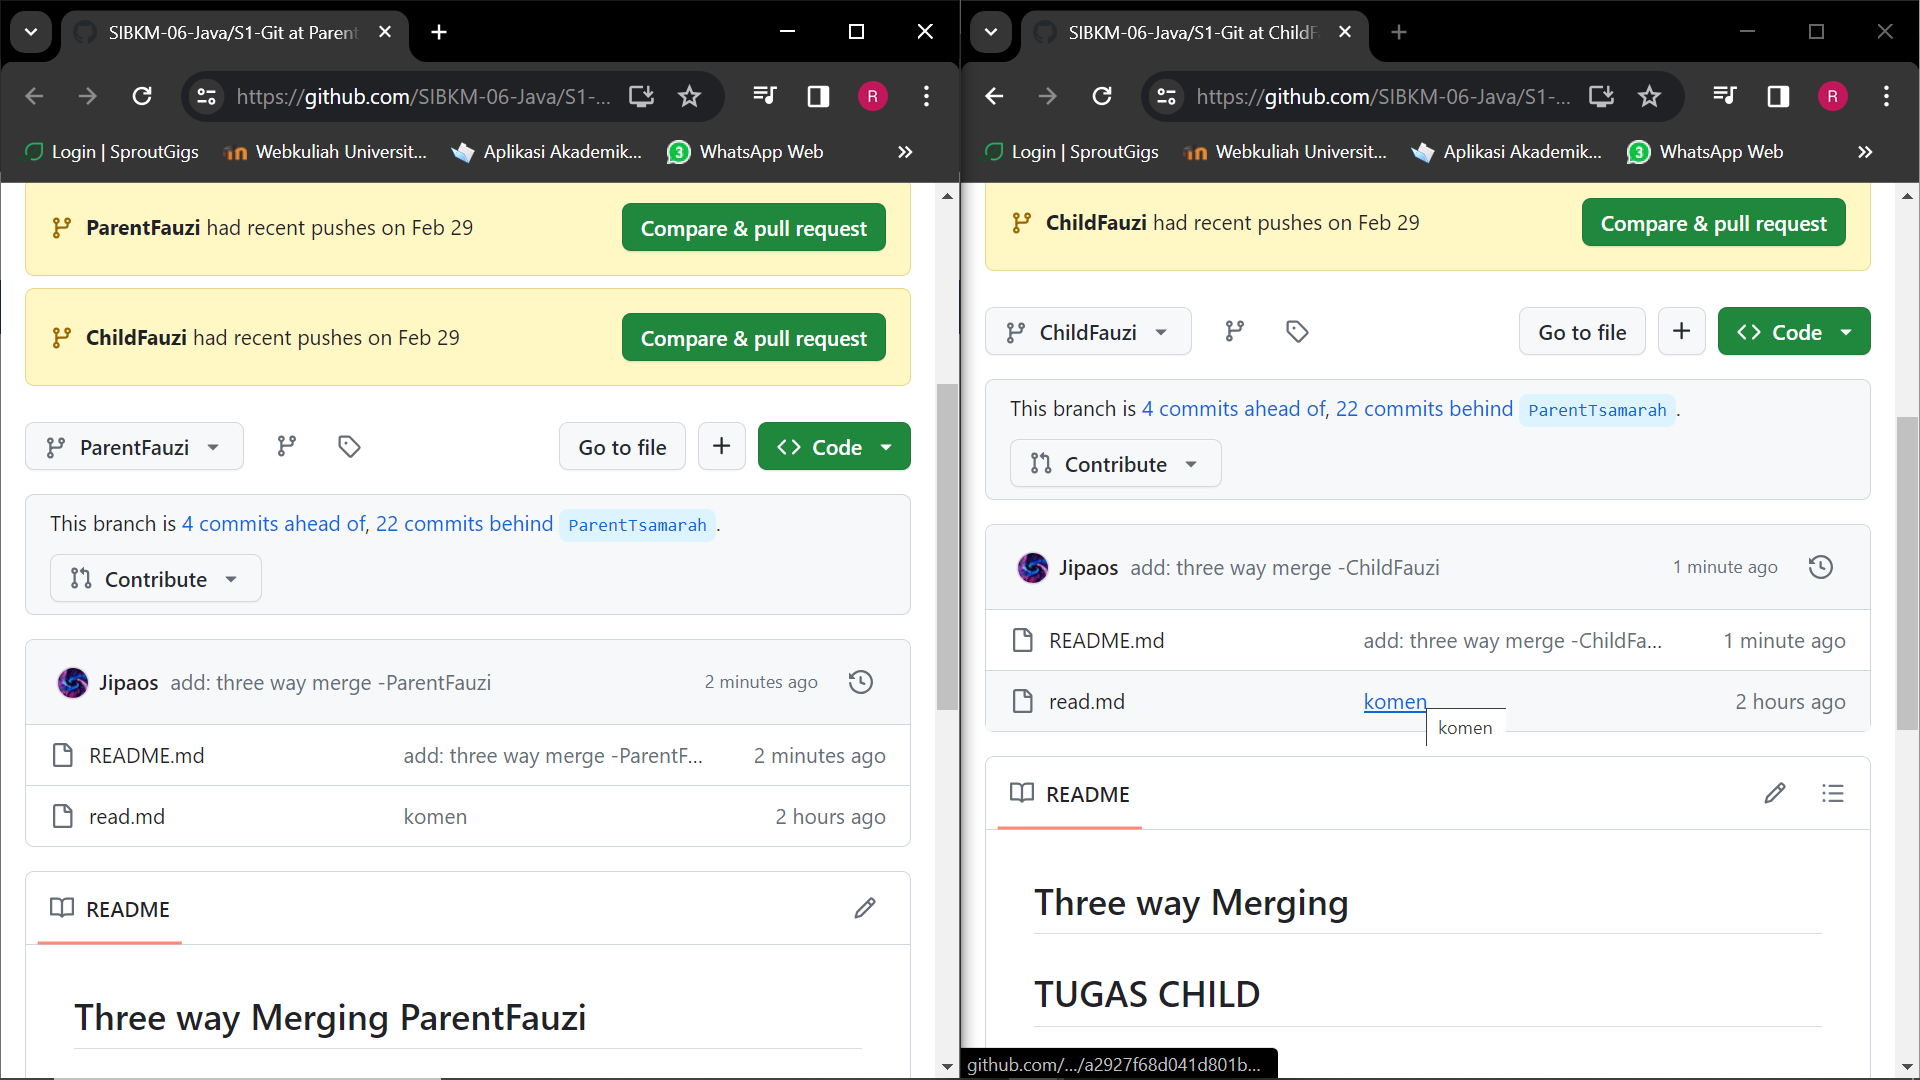 SIBKM-06-Java/S1-Git at Parent
https://github.com/SIBKM-06-Java/S1-...
R
Login | SproutGigs
Webkuliah Universit...
Aplikasi Akademik...
3
WhatsApp Web
ParentFauzi had recent pushes on Feb 29
Compare & pull request
ChildFauzi had recent pushes on Feb 29
Compare & pull request
ParentFauzi
Go to file
Code
This branch is 4 commits ahead of, 22 commits behind ParentTsamarah .
Contribute
Jipaos add: three way merge -ParentFauzi
2 minutes ago
README.md
add: three way merge -ParentF...
2 minutes ago
read.md
komen
2 hours ago
README
Three way Merging ParentFauzi
SIBKM-06-Java/S1-Git at ChildF
https://github.com/SIBKM-06-Java/S1-...
R
Login | SproutGigs
Webkuliah Universit...
Aplikasi Akademik...
3
WhatsApp Web
ChildFauzi had recent pushes on Feb 29
Compare & pull request
ChildFauzi
Go to file
Code
This branch is 4 commits ahead of, 22 commits behind ParentTsamarah .
Contribute
Jipaos add: three way merge -ChildFauzi
1 minute ago
README.md
add: three way merge -ChildFa...
1 minute ago
read.md
komen
2 hours ago
komen
README
Three way Merging
TUGAS CHILD
github.com/.../a2927f68d041d801b...